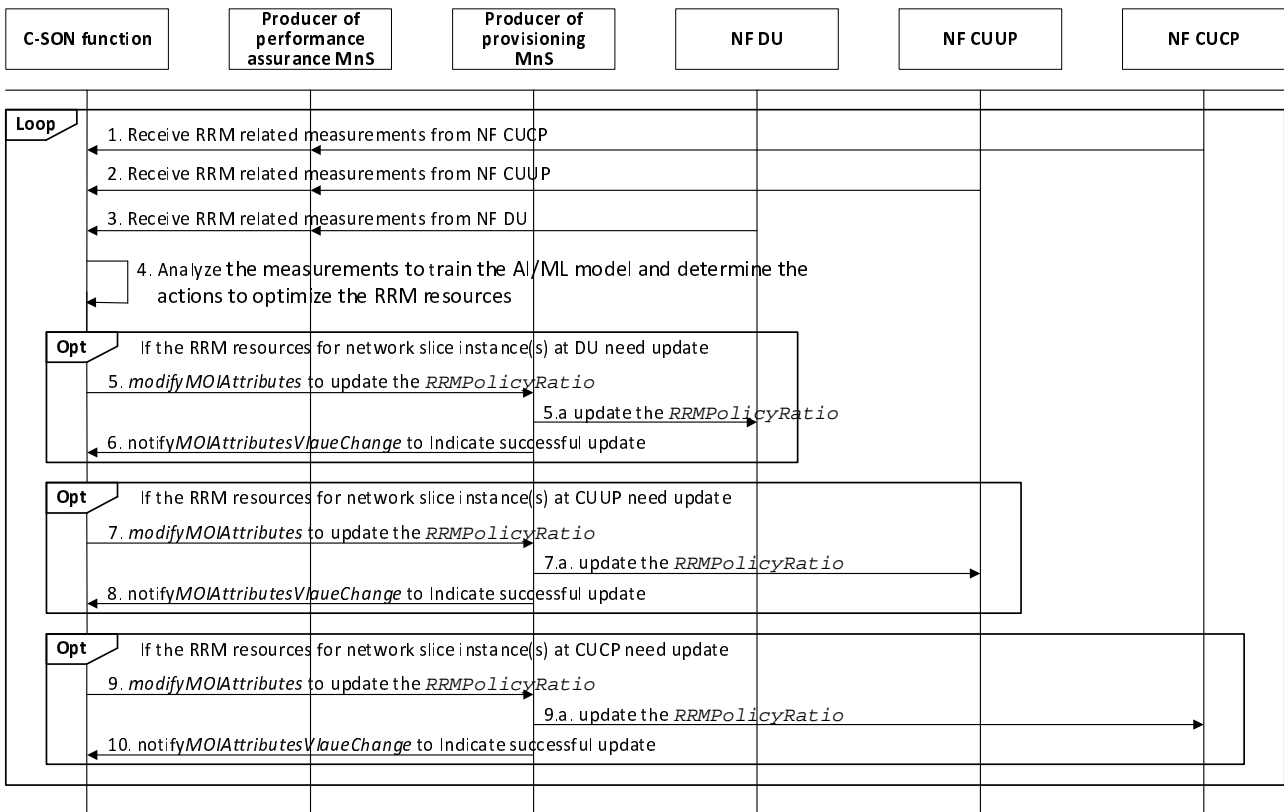 C-SON function
Producer of
performance
assurance MnS
Producer of
provisioning
MnS
NF DU
NF CUUP
NF CUCP
Loop
1. Receive RRM related measurements from NF CUCP
2. Receive RRM related measurements from NF CUUP
3. Receive RRM related measurements from NF DU
4. Analyze the measurements to train the AI/ML model and determine the
actions to optimize the RRM resources
Opt
If the RRM resources for network slice instance(s) at DU need update
5. modifyMOIAttributes to update the RRMPolicyRatio
5.a update the RRMPolicyRatio
6. notifyMOIAttributesVlaueChange to Indicate successful update
Opt
If the RRM resources for network slice instance(s) at CUUP need update
7. modifyMOIAttributes to update the RRMPolicyRatio
7.a. update the RRMPolicyRatio
8. notifyMOIAttributesVlaueChange to Indicate successful update
Opt
If the RRM resources for network slice instance(s) at CUCP need update
9. modifyMOIAttributes to update the RRMPolicyRatio
9.a. update the RRMPolicyRatio
10. notifyMOIAttributesVlaueChange to Indicate successful update